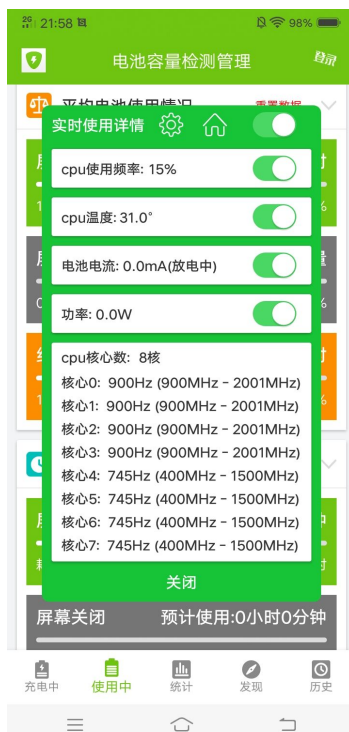 2G 21:58 98%
电池容量检测管理 登录
平均电池使用情况 重置数据
实时使用详情
cpu使用频率: 15%
cpu温度: 31.0°
电池电流: 0.0mA(放电中)
功率: 0.0W
cpu核心数: 8核
核心0: 900Hz (900MHz - 2001MHz)
核心1: 900Hz (900MHz - 2001MHz)
核心2: 900Hz (900MHz - 2001MHz)
核心3: 900Hz (900MHz - 2001MHz)
核心4: 745Hz (400MHz - 1500MHz)
核心5: 745Hz (400MHz - 1500MHz)
核心6: 745Hz (400MHz - 1500MHz)
核心7: 745Hz (400MHz - 1500MHz)
关闭
屏幕关闭 预计使用:0小时0分钟
充电中 使用中 统计 发现 历史